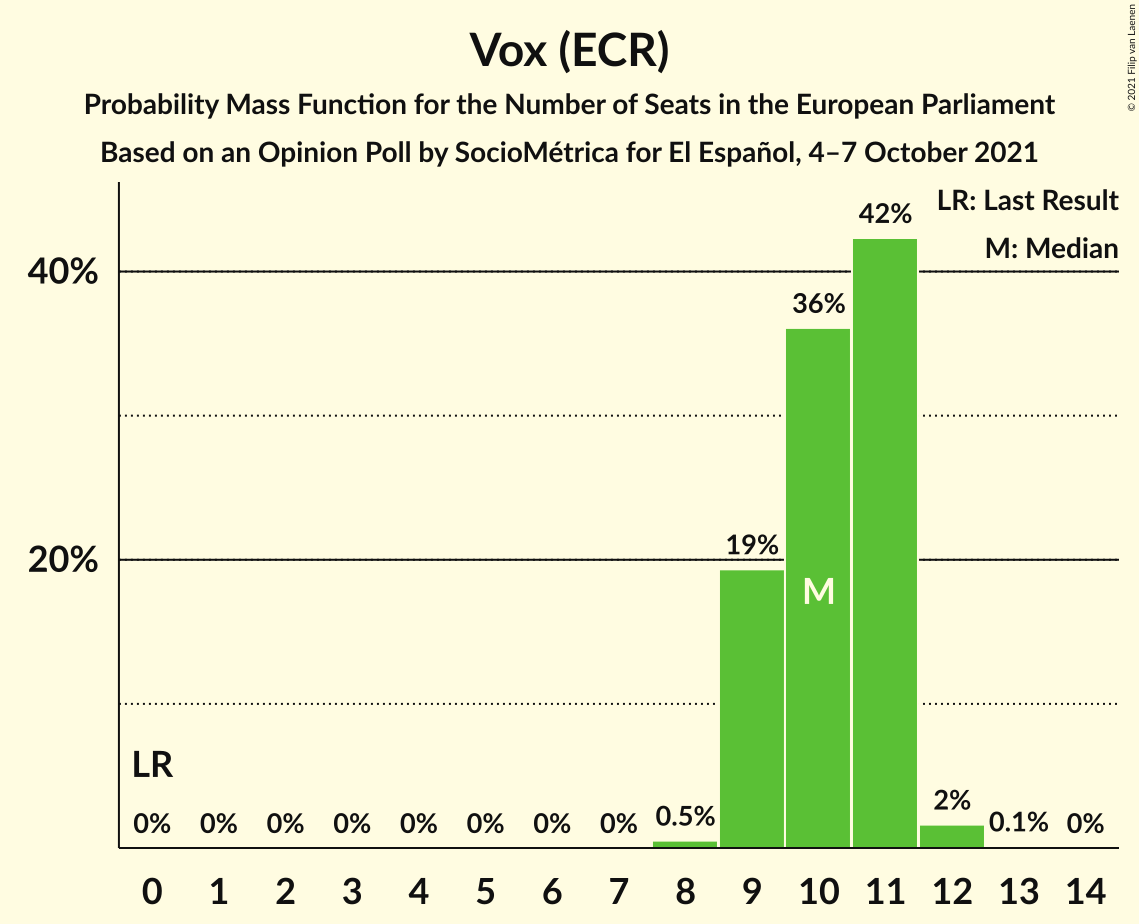 Vox (ECR)
Probability Mass Function for the Number of Seats in the European Parliament
Based on an Opinion Poll by SocioMétrica for El Español, 4–7 October 2021
© 2021 Filip van Laenen
LR: Last Result
M: Median
42%
40%
36%
20%
19%
M
LR
0% 0% 0% 0% 0% 0% 0% 0% 0.5% 2% 0.1% 0%
0 1 2 3 4 5 6 7 8 9 10 11 12 13 14